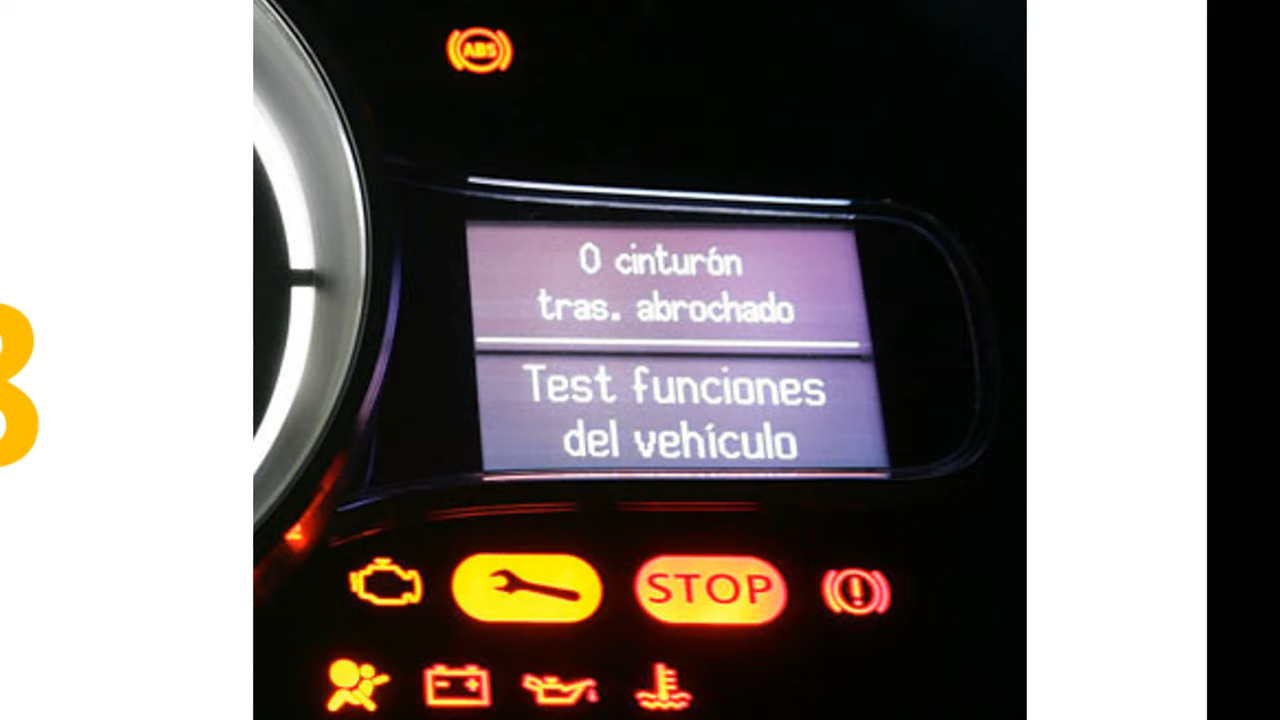 ABS
0 cinturón
tras. abrochado
Test funciones
del vehículo
STOP